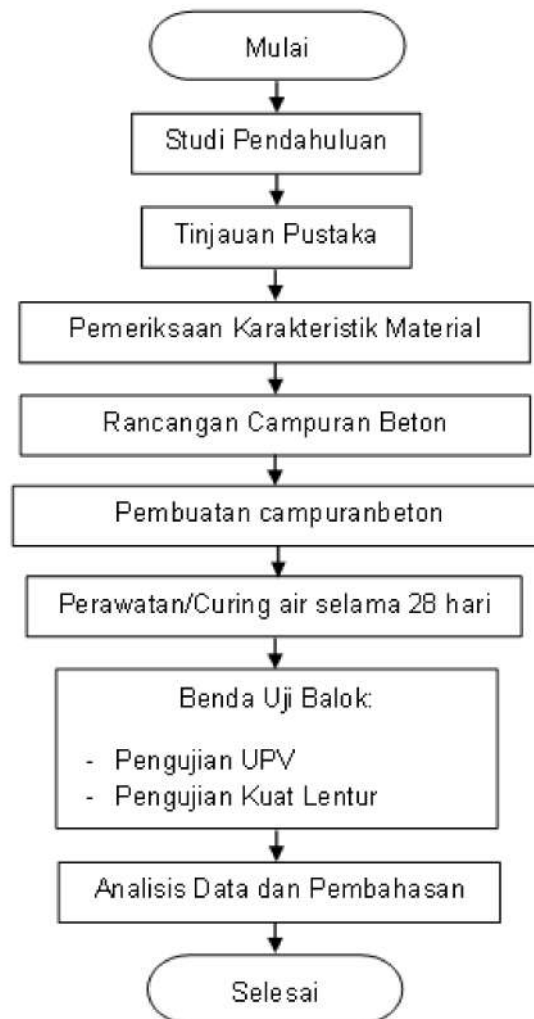 Mulai
Studi Pendahuluan
Tinjauan Pustaka
Pemeriksaan Karakteristik Material
Rancangan Campuran Beton
Pembuatan campuranbeton
Perawatan/Curing air selama 28 hari
Benda Uji Balok:
- Pengujian UPV
- Pengujian Kuat Lentur
Analisis Data dan Pembahasan
Selesai